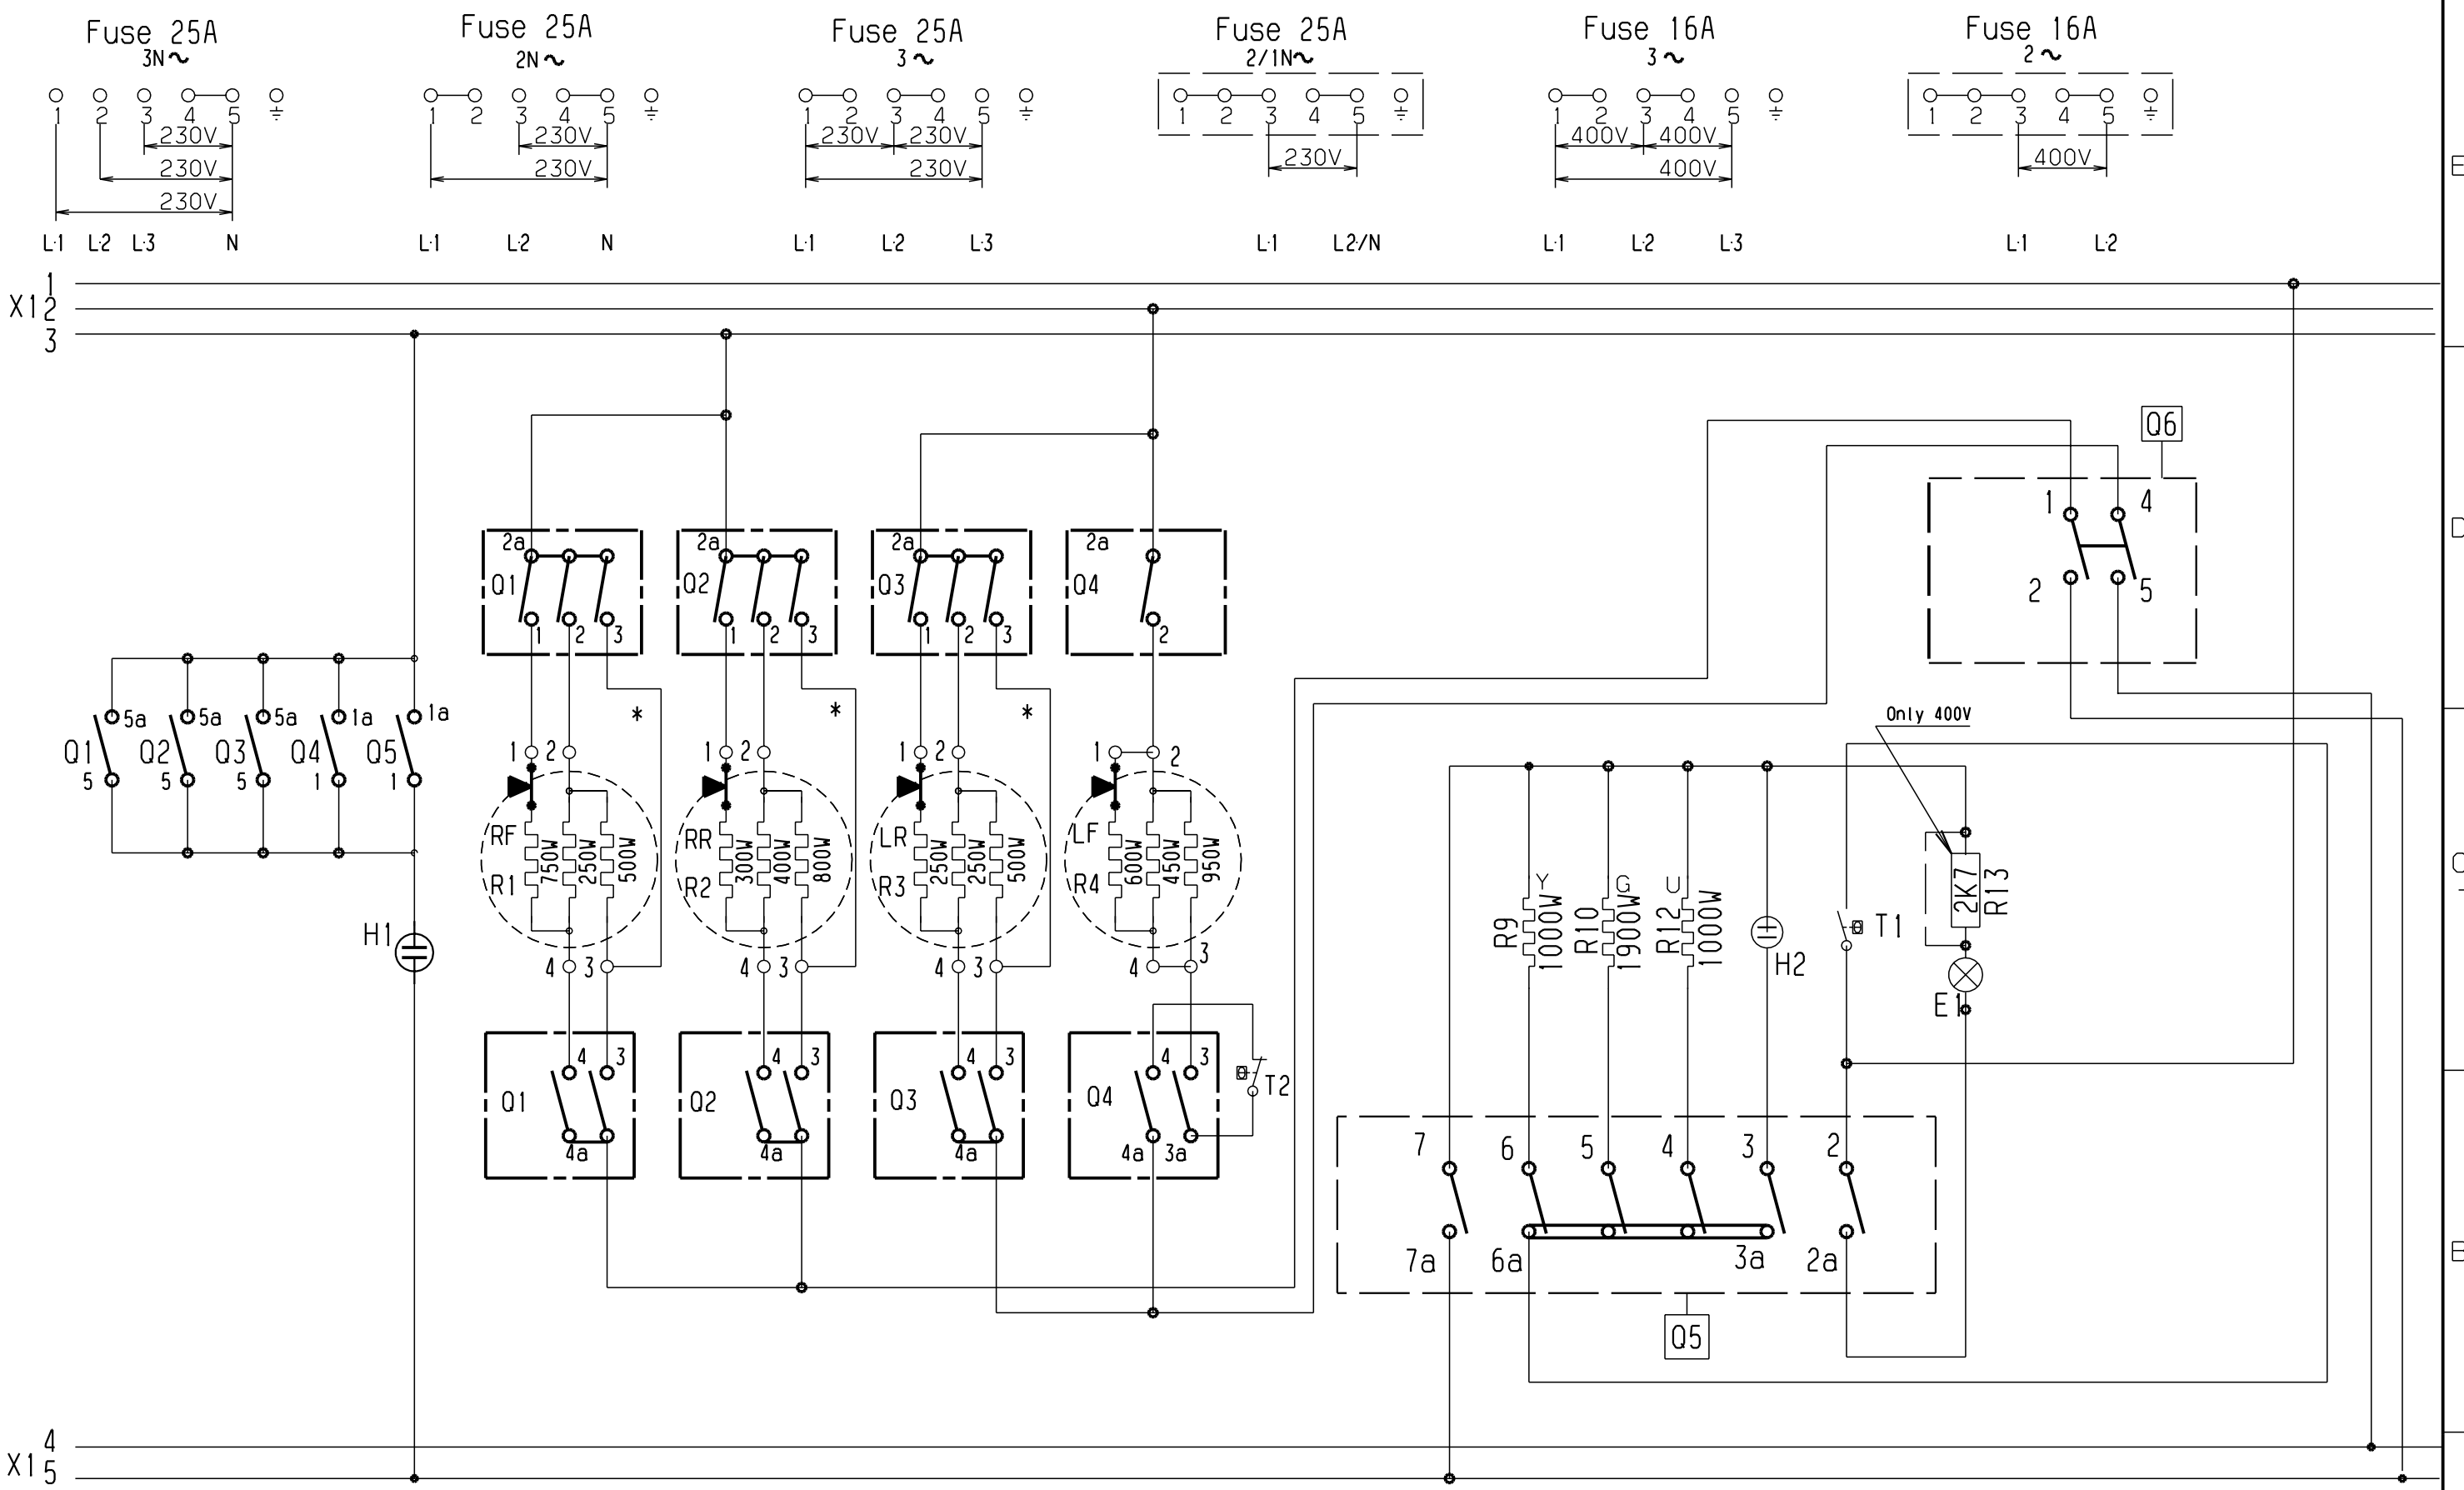 Fuse 25A Fuse 25A Fuse 25A Fuse 25A Fuse 16A Fuse 16A
3N~ 2N~ 3~ 2/1N~ 3~ 2~
1 2 3 4 5 1 2 3 4 5 1 2 3 4 5 1 2 3 4 5 1 2 3 4 5 1 2 3 4 5
230V 230V 230V 230V 400V 400V
230V 230V 230V 230V 400V 400V
230V
L1 L2 L3 N L1 L2 N L1 L2 L3 L1 L2/N L1 L2 L3 L1 L2
E
1
X1 2
3
Q6
D
1 4
2a 2a 2a 2a
Q1 Q2 Q3 Q4
2 5
1 2 3 1 2 3 1 2 3 2
5a 5a 5a 1a 1a
* * *
Only 400V
Q1 Q2 Q3 Q4 Q5
5 5 5 1 1
1 2 1 2 1 2 1 2
RF RR LR LF
750W 250W 500W 300W 400W 800W 250W 250W 500W 600W 450W 950W
R1 R2 R3 R4
C
Y G U
R9 1000W R10 1900W R12 1000W
2K7 R13
T1
H1
H2
4 3 4 3 4 3 4 3
E1
4 3 4 3 4 3 4 3
Q1 Q2 Q3 Q4 T2
4a 4a 4a 4a 3a
7 6 5 4 3 2
7a 6a 3a 2a
B
Q5
4
X1 5